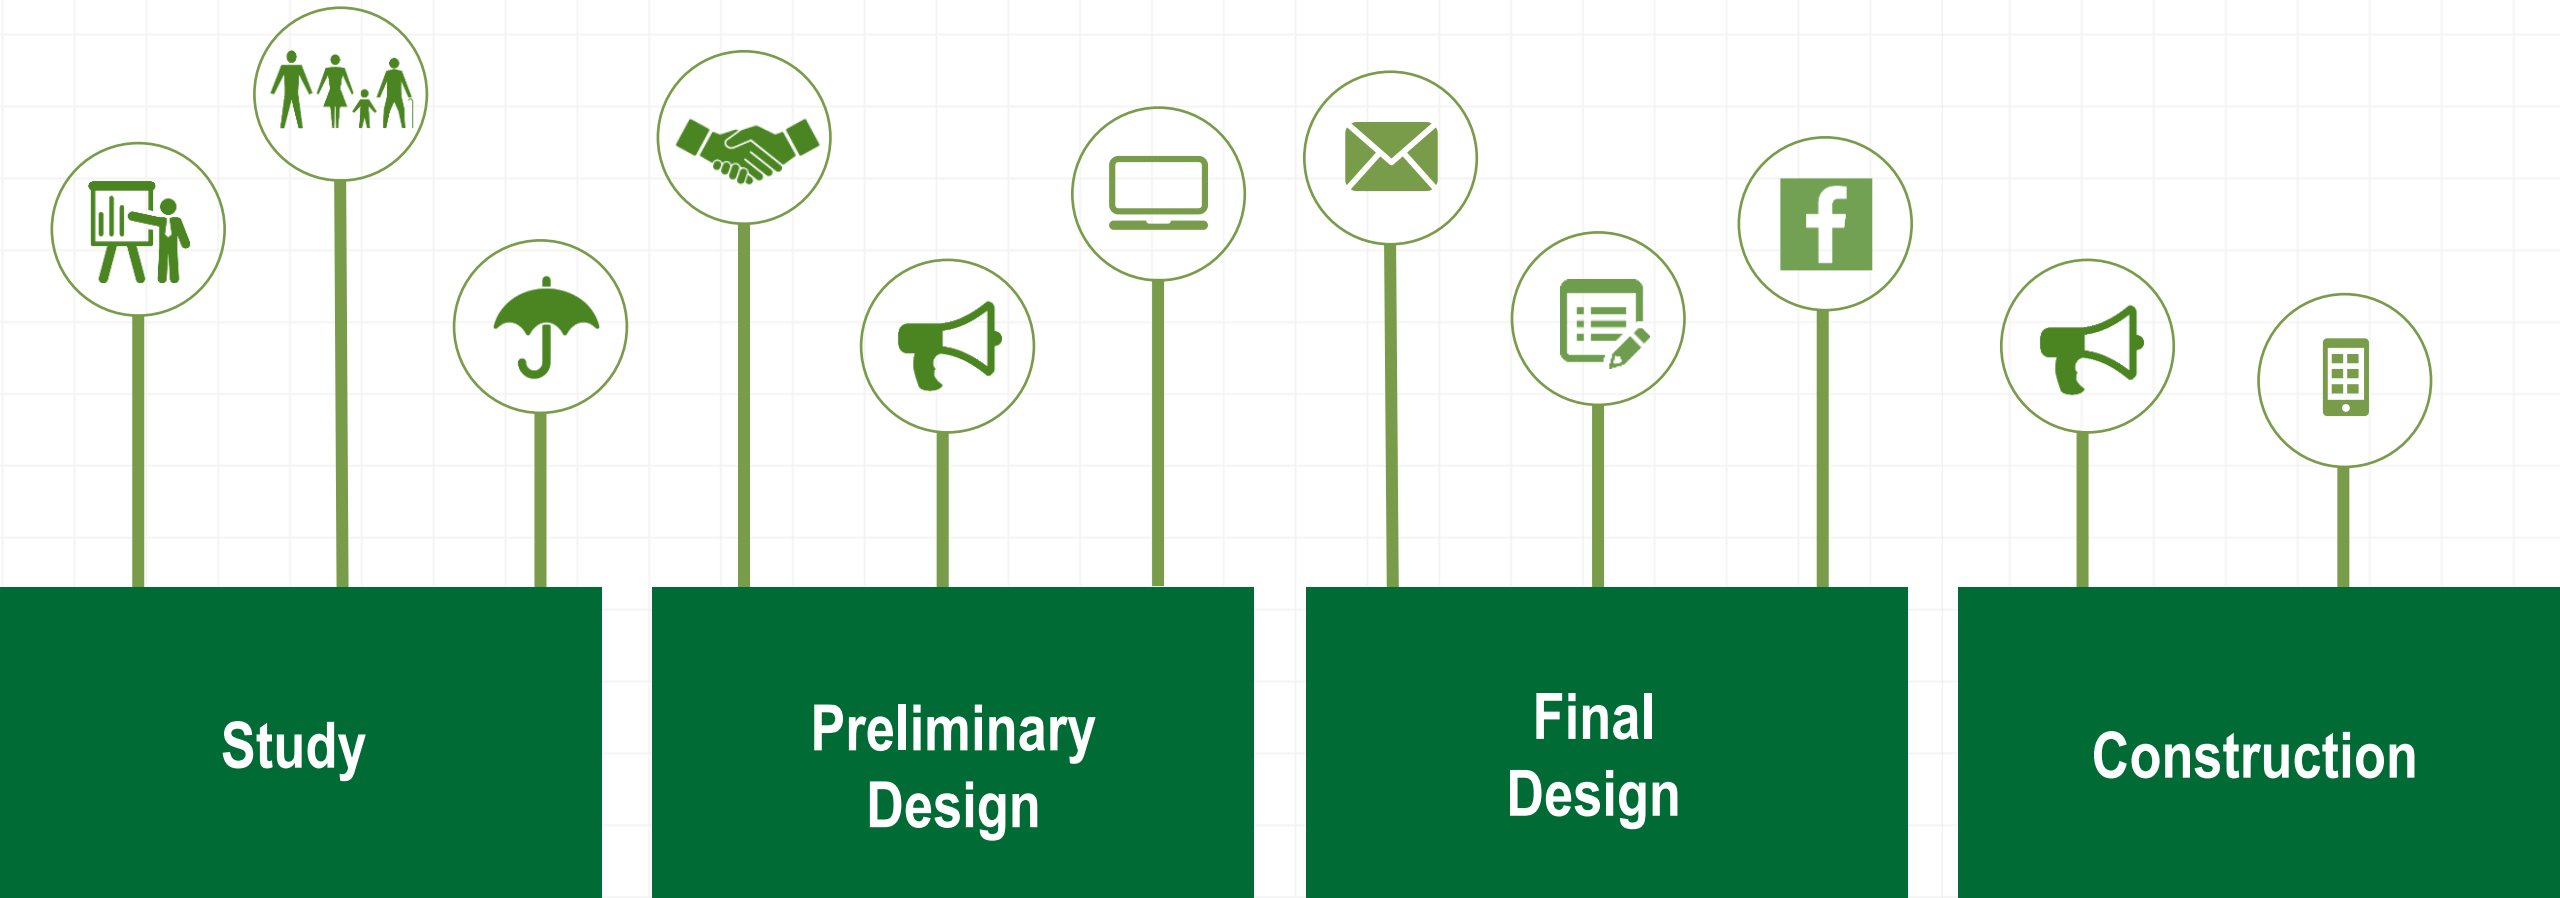 Study
Preliminary
Design
Final
Design
Construction